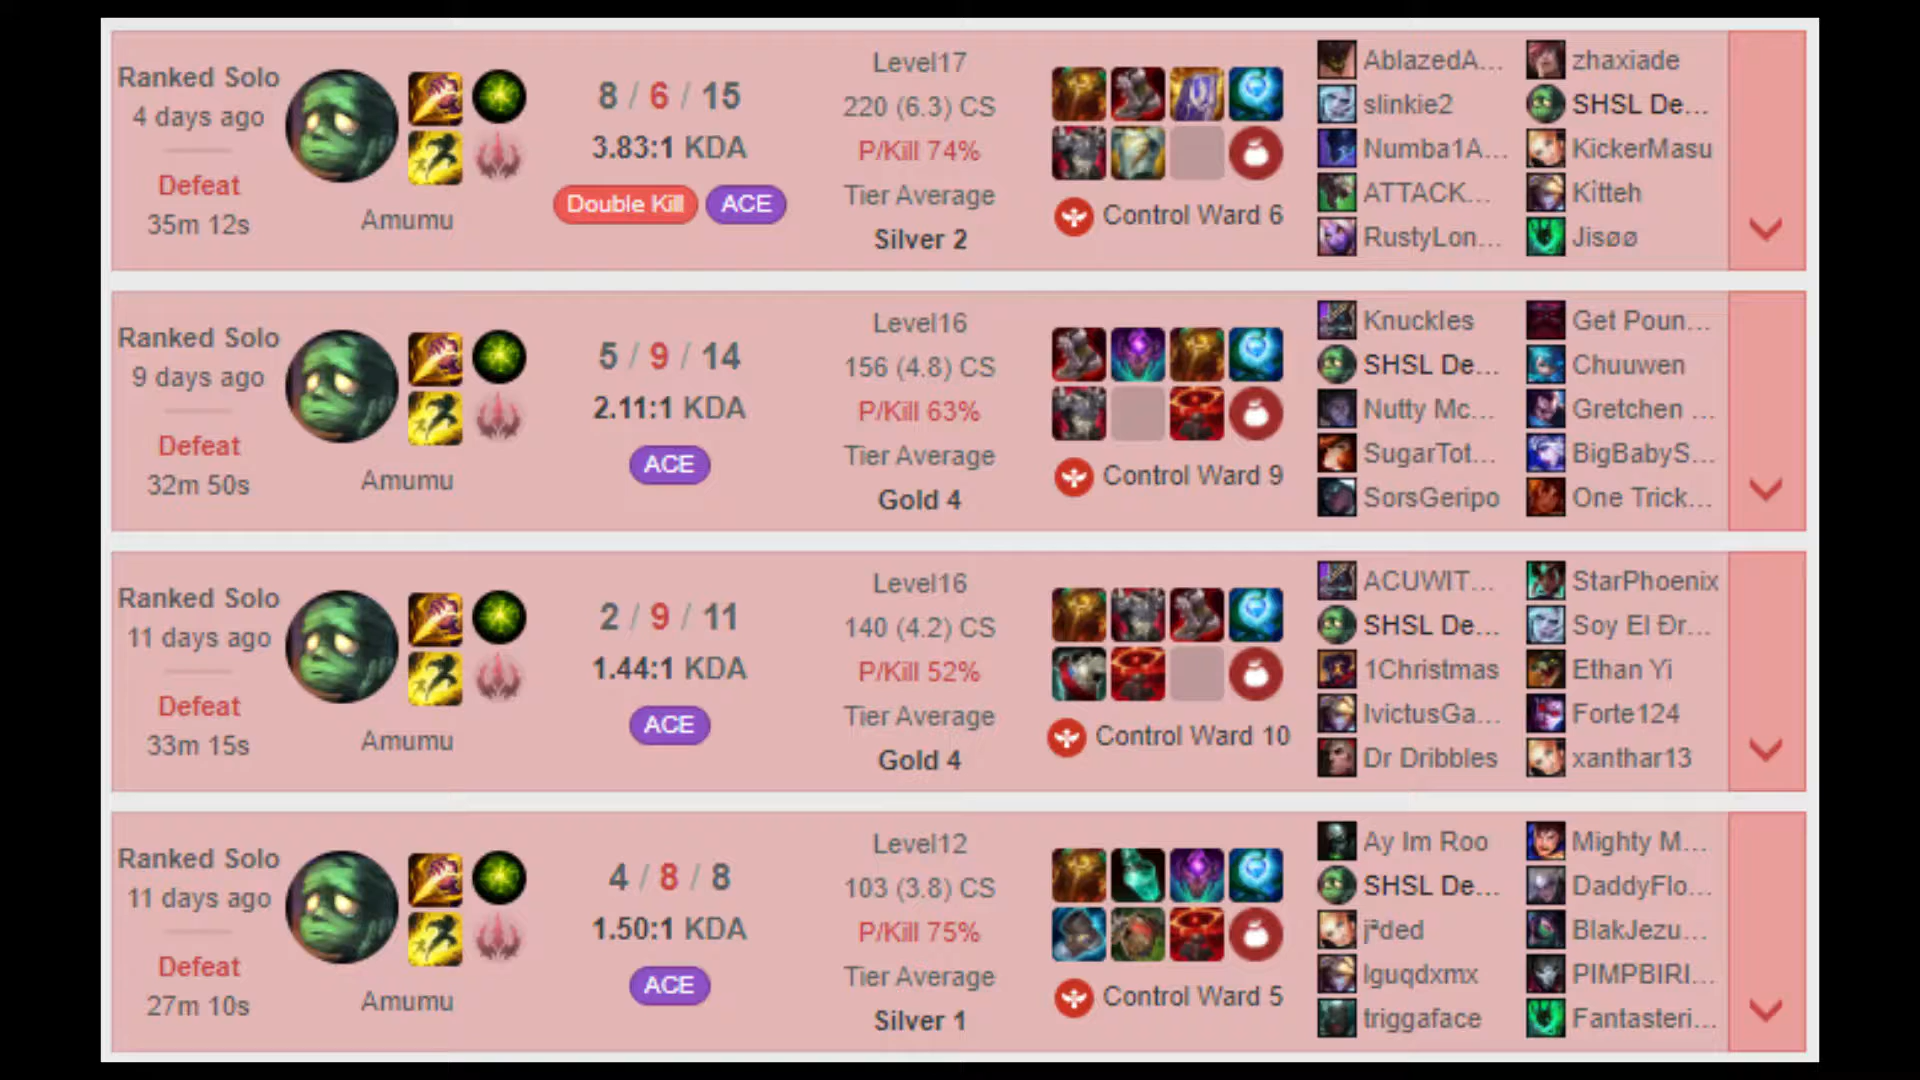 Ranked Solo
4 days ago
Defeat
35m 12s
Amumu
8 / 6 / 15
3.83:1 KDA
Double Kill ACE
Level17
220 (6.3) CS
P/Kill 74%
Tier Average
Silver 2
Control Ward 6
AblazedA...
slinkie2
Numba1A...
ATTACK...
RustyLon...
zhaxiade
SHSL De...
KickerMasu
Kitteh
Jisøø
Ranked Solo
9 days ago
Defeat
32m 50s
Amumu
5 / 9 / 14
2.11:1 KDA
ACE
Level16
156 (4.8) CS
P/Kill 63%
Tier Average
Gold 4
Control Ward 9
Knuckles
SHSL De...
Nutty Mc...
SugarTot...
SorsGeripo
Get Poun...
Chuuwen
Gretchen ...
BigBabyS...
One Trick...
Ranked Solo
11 days ago
Defeat
33m 15s
Amumu
2 / 9 / 11
1.44:1 KDA
ACE
Level16
140 (4.2) CS
P/Kill 52%
Tier Average
Gold 4
Control Ward 10
ACUWIT...
SHSL De...
1Christmas
IvictusGa...
Dr Dribbles
StarPhoenix
Soy El Ðr...
Ethan Yi
Forte124
xanthar13
Ranked Solo
11 days ago
Defeat
27m 10s
Amumu
4 / 8 / 8
1.50:1 KDA
ACE
Level12
103 (3.8) CS
P/Kill 75%
Tier Average
Silver 1
Control Ward 5
Ay Im Roo
SHSL De...
lguqdxmx
triggaface
Mighty M...
DaddyFlo...
BlakJezu...
PIMPBIRI...
Fantasteri...